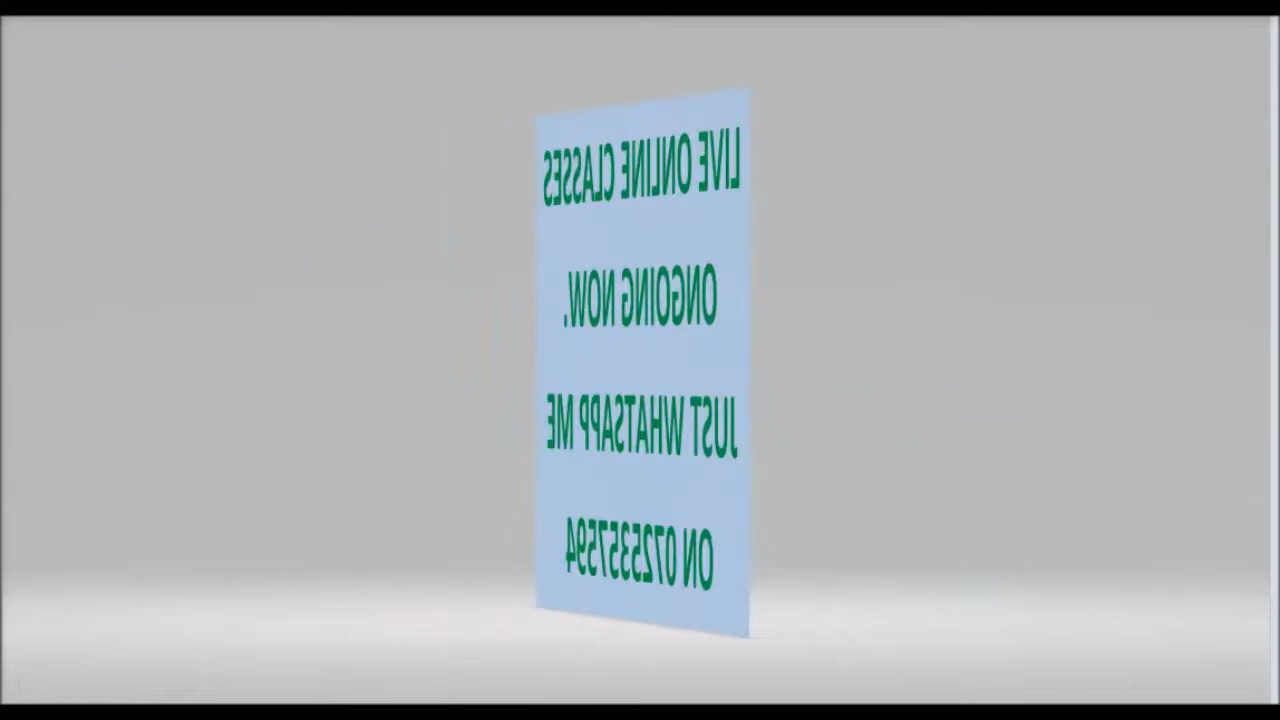 LIVE ONLINE CLASSES
ONGOING NOW.
JUST WHATSAPP ME
ON 0725357594